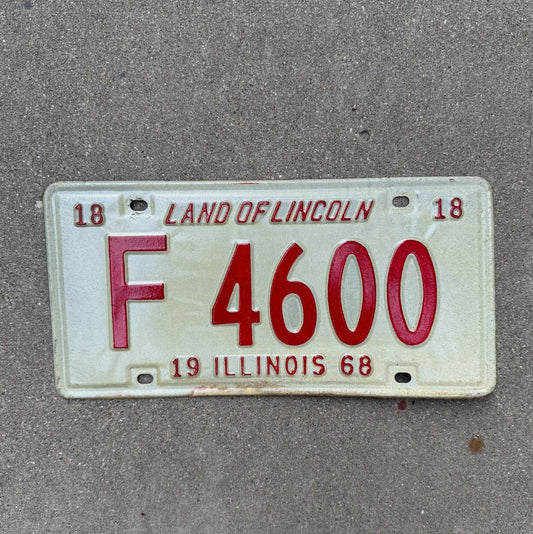 18 LAND OF LINCOLN 18
F 4600
19 ILLINOIS 68